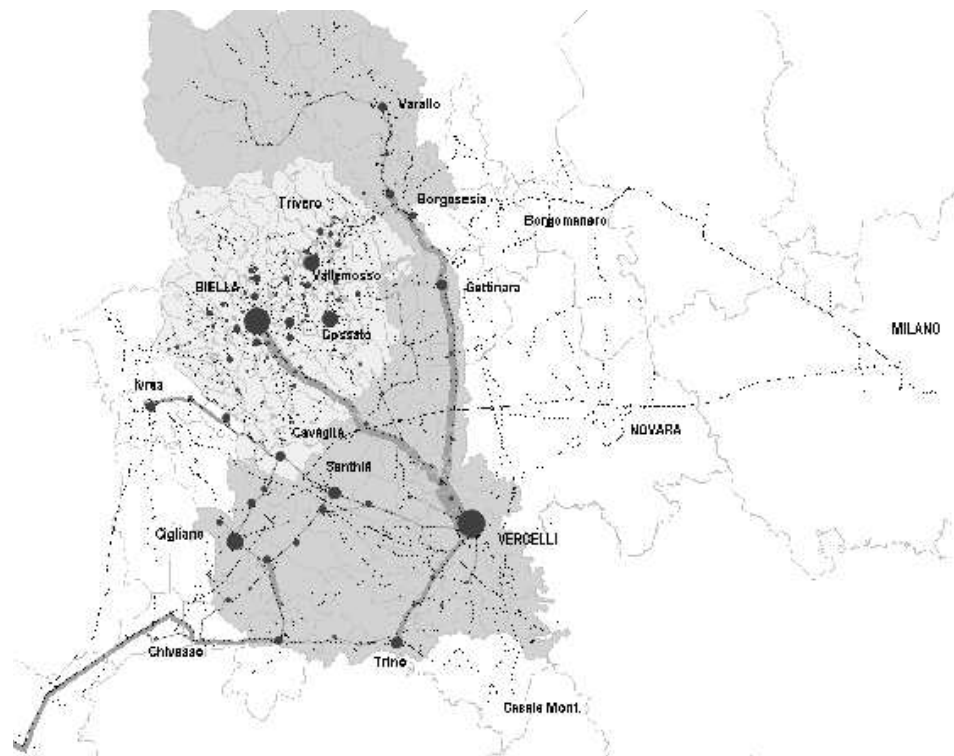 Varallo
Trivero
Borgosesia
Borgomanero
Vallemosso
BIELLA
Gattinara
Cossato
MILANO
Ivrea
Cavaglià
NOVARA
Santhià
Cigliano
VERCELLI
Chivasso
Trino
Casale Mont.